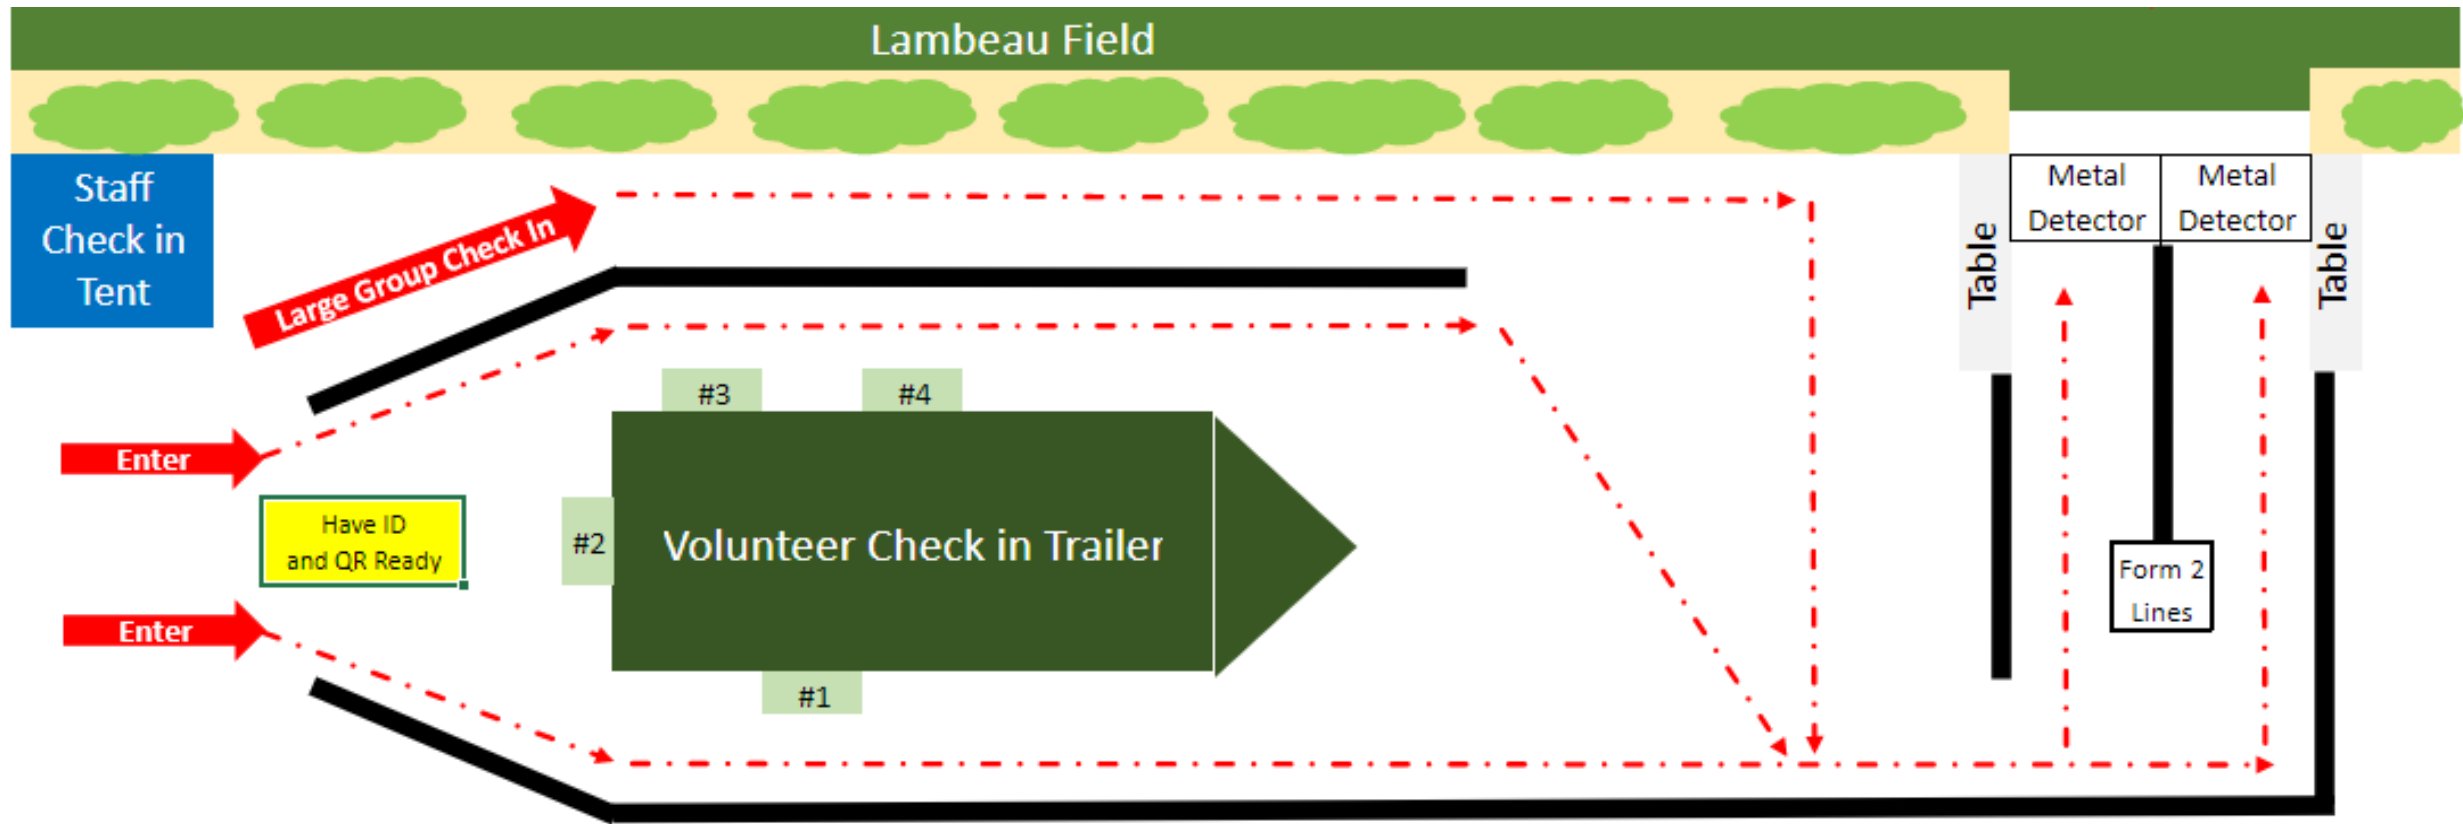 Lambeau Field
Staff
Check in
Tent
Large Group Check In
Metal
Detector
Metal
Detector
Table
Table
#3
#4
Enter
Have ID
and QR Ready
#2
Volunteer Check in Trailer
Form 2
Lines
Enter
#1